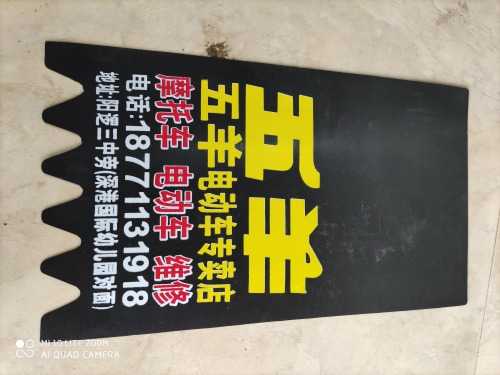 五羊
五羊电动车专卖店
摩托车 电动车 维修
电话:18771131918
地址:阳逻三中旁(深港国际幼儿园对面)
MI 10 LITE ZOOM
AI QUAD CAMERA